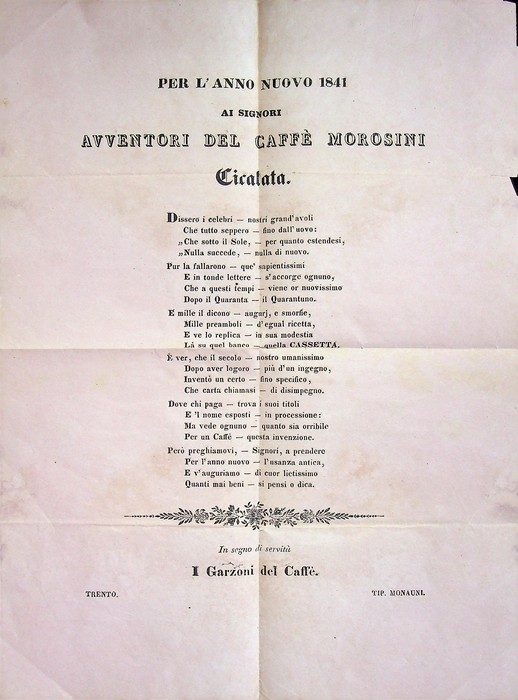 PER L'ANNO NUOVO 1841
AI SIGNORI
AVVENTORI DEL CAFFÈ MOROSINI
Cicalata.
Dissero i celebri — nostri grand'avoli
Che tutto seppero — fino dall'uovo:
„Che sotto il Sole, — per quanto estendesi,
„Nulla succede, — nulla di nuovo.
Pur la fallarono — que' sapientissimi
E in tonde lettere — s'accorge ognuno,
Che a questi tempi — viene or nuovissimo
Dopo il Quaranta — il Quarantuno.
E mille il dicono — augurj, e smorfie,
Mille preamboli — d'egual ricetta,
E ve lo replica — in sua modestia
Lá su quel banco — quella CASSETTA.
È ver, che il secolo — nostro umanissimo
Dopo aver logoro — più d'un ingegno,
Inventò un certo — fino specifico,
Che carta chiamasi — di disimpegno.
Dove chi paga — trova i suoi titoli
E 'l nome esposti — in processione:
Ma vede ognuno — quanto sia orribile
Per un Caffé — questa invenzione.
Però preghiamovi, — Signori, a prendere
Per l'anno nuovo — l'usanza antica,
E v'auguriamo — di cuor lietissimo
Quanti mai beni — si pensi o dica.
In segno di servitù
I Garzoni del Caffè.
TRENTO.
TIP. MONAUNI.